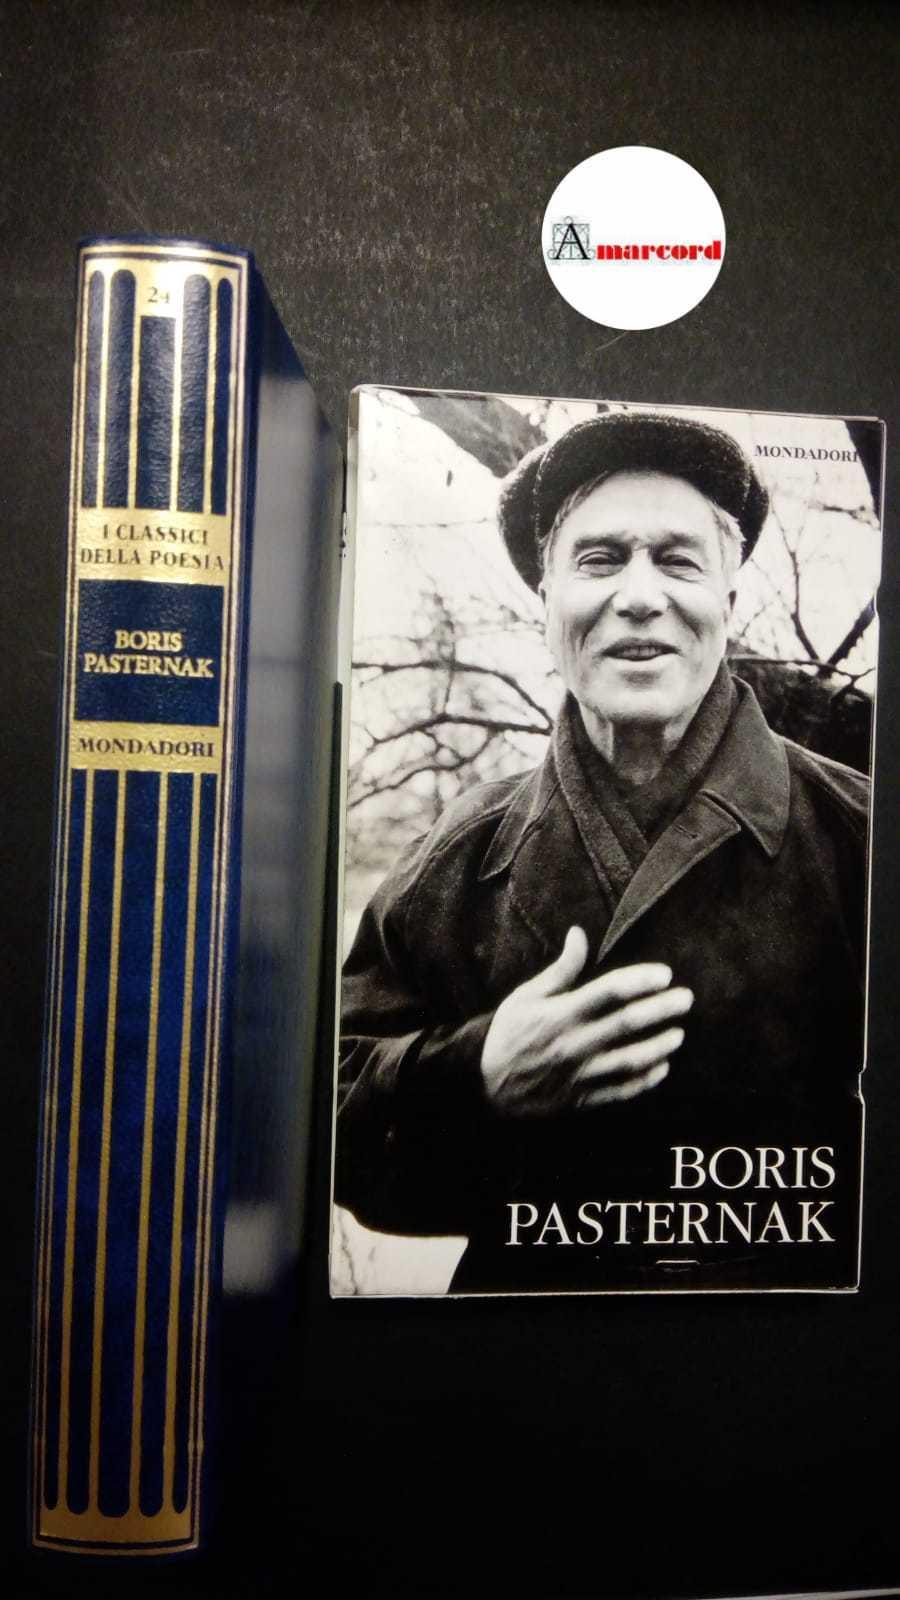 Amarcord
24
I CLASSICI
DELLA POESIA
BORIS
PASTERNAK
MONDADORI
MONDADORI
BORIS
PASTERNAK